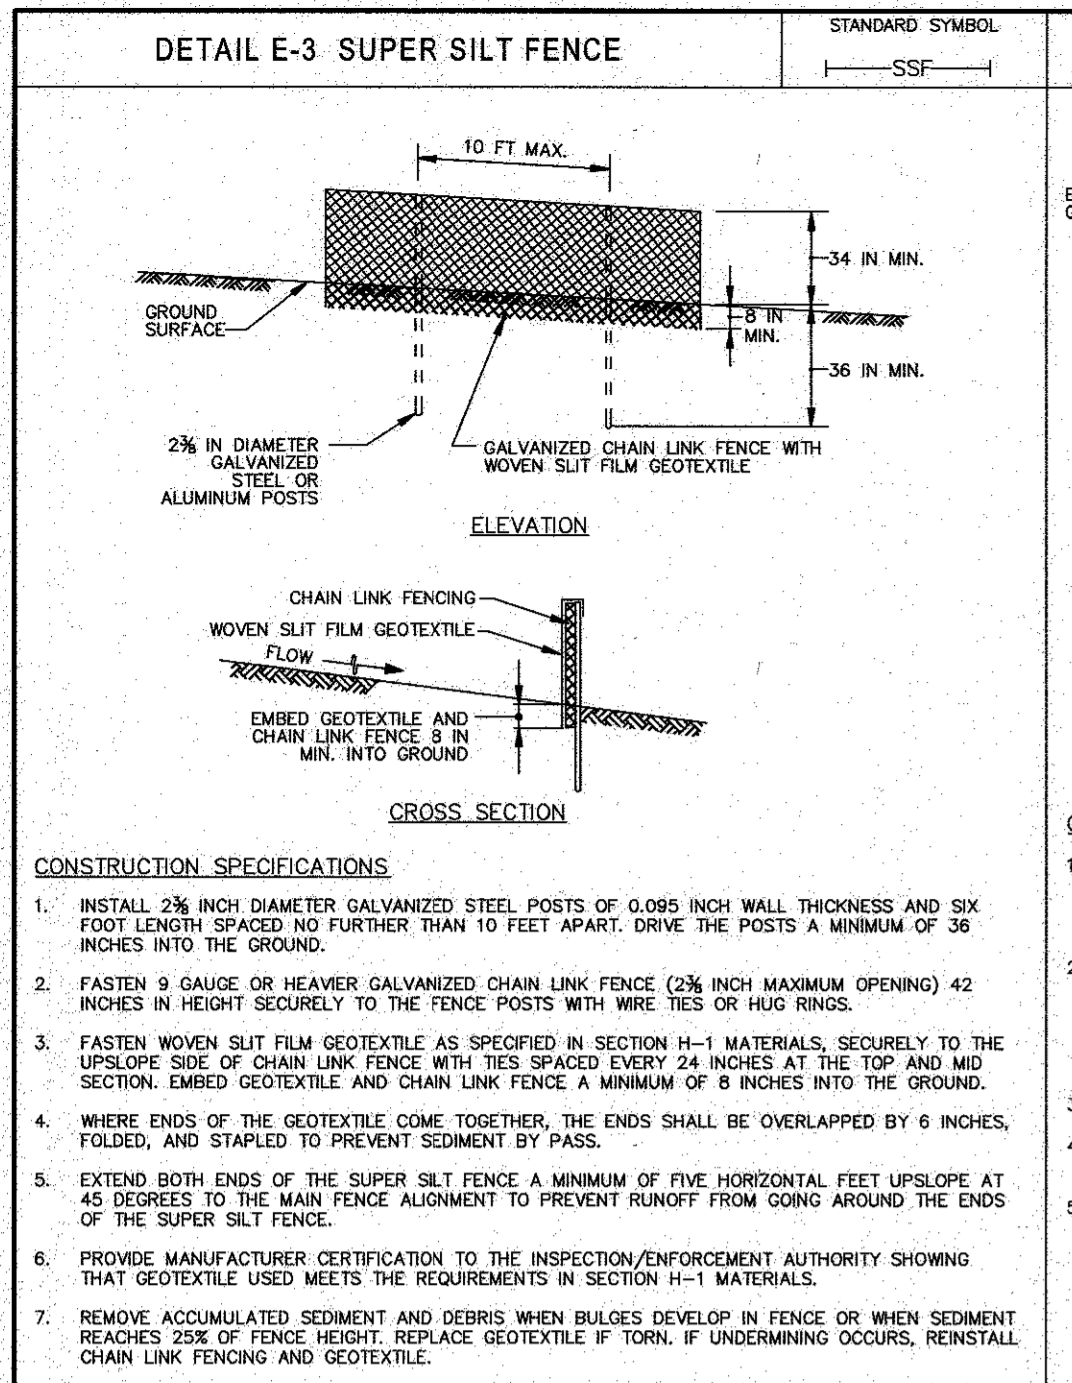 DETAIL E-3 SUPER SILT FENCE
STANDARD SYMBOL
SSF
10 FT MAX.
34 IN MIN.
GROUND
SURFACE
8 IN
MIN.
36 IN MIN.
2⅜ IN DIAMETER
GALVANIZED
STEEL OR
ALUMINUM POSTS
GALVANIZED CHAIN LINK FENCE WITH
WOVEN SLIT FILM GEOTEXTILE
ELEVATION
CHAIN LINK FENCING
WOVEN SLIT FILM GEOTEXTILE
FLOW
EMBED GEOTEXTILE AND
CHAIN LINK FENCE 8 IN
MIN. INTO GROUND
CROSS SECTION
CONSTRUCTION SPECIFICATIONS
1. INSTALL 2⅜ INCH DIAMETER GALVANIZED STEEL POSTS OF 0.095 INCH WALL THICKNESS AND SIX
FOOT LENGTH SPACED NO FURTHER THAN 10 FEET APART. DRIVE THE POSTS A MINIMUM OF 36
INCHES INTO THE GROUND.
2. FASTEN 9 GAUGE OR HEAVIER GALVANIZED CHAIN LINK FENCE (2⅜ INCH MAXIMUM OPENING) 42
INCHES IN HEIGHT SECURELY TO THE FENCE POSTS WITH WIRE TIES OR HUG RINGS.
3. FASTEN WOVEN SLIT FILM GEOTEXTILE AS SPECIFIED IN SECTION H-1 MATERIALS, SECURELY TO THE
UPSLOPE SIDE OF CHAIN LINK FENCE WITH TIES SPACED EVERY 24 INCHES AT THE TOP AND MID
SECTION. EMBED GEOTEXTILE AND CHAIN LINK FENCE A MINIMUM OF 8 INCHES INTO THE GROUND.
4. WHERE ENDS OF THE GEOTEXTILE COME TOGETHER, THE ENDS SHALL BE OVERLAPPED BY 6 INCHES,
FOLDED, AND STAPLED TO PREVENT SEDIMENT BY PASS.
5. EXTEND BOTH ENDS OF THE SUPER SILT FENCE A MINIMUM OF FIVE HORIZONTAL FEET UPSLOPE AT
45 DEGREES TO THE MAIN FENCE ALIGNMENT TO PREVENT RUNOFF FROM GOING AROUND THE ENDS
OF THE SUPER SILT FENCE.
6. PROVIDE MANUFACTURER CERTIFICATION TO THE INSPECTION/ENFORCEMENT AUTHORITY SHOWING
THAT GEOTEXTILE USED MEETS THE REQUIREMENTS IN SECTION H-1 MATERIALS.
7. REMOVE ACCUMULATED SEDIMENT AND DEBRIS WHEN BULGES DEVELOP IN FENCE OR WHEN SEDIMENT
REACHES 25% OF FENCE HEIGHT. REPLACE GEOTEXTILE IF TORN. IF UNDERMINING OCCURS, REINSTALL
CHAIN LINK FENCING AND GEOTEXTILE.